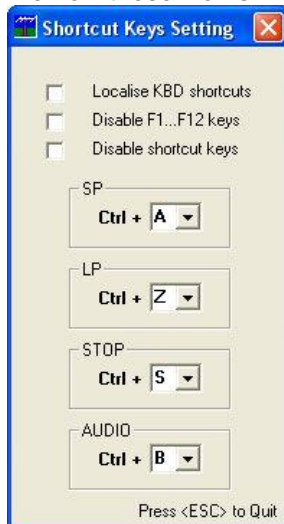 Shortcut Keys Setting
Localise KBD shortcuts
Disable F1...F12 keys
Disable shortcut keys
SP
Ctrl + A
LP
Ctrl + Z
STOP
Ctrl + S
AUDIO
Ctrl + B
Press <ESC> to Quit